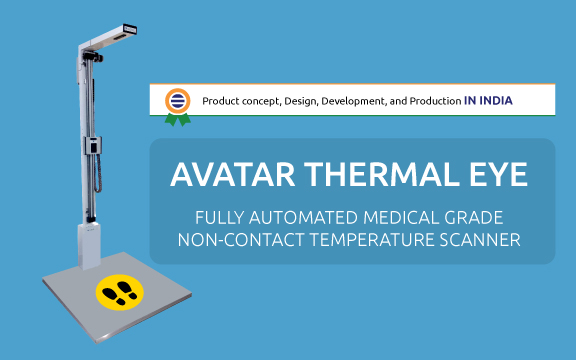 Product concept, Design, Development, and Production IN INDIA
AVATAR THERMAL EYE
FULLY AUTOMATED MEDICAL GRADE
NON-CONTACT TEMPERATURE SCANNER